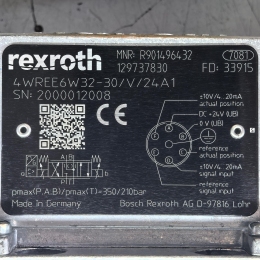 rexroth
MNR: R901496432
7081
129737830
FD: 33915
4WREE6W32-30/V/24A1
SN: 2000012008
±10V/4..20mA
actual position
DC +24V (UB)
0 V (UB)
reference
actual position
±10V/4..20mA
signal input
reference
signal input
pmax(P,A,B)/pmax(T)=350/210bar
Made in Germany
Bosch Rexroth AG D-97816 Lohr